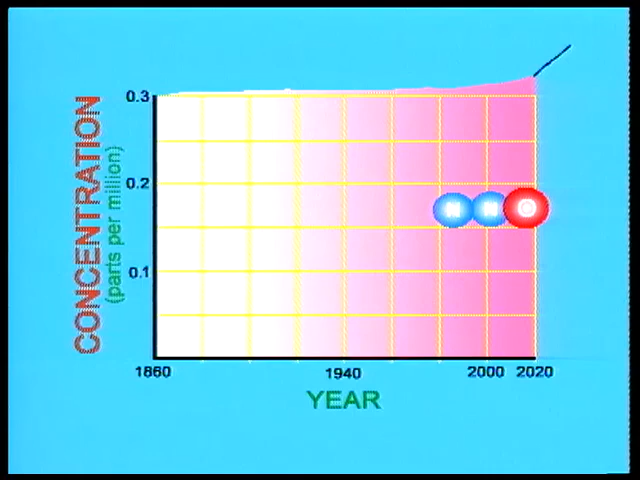 CONCENTRATION
(parts per million)
0.3
0.2
0.1
1860 1940 2000 2020
YEAR
N N O